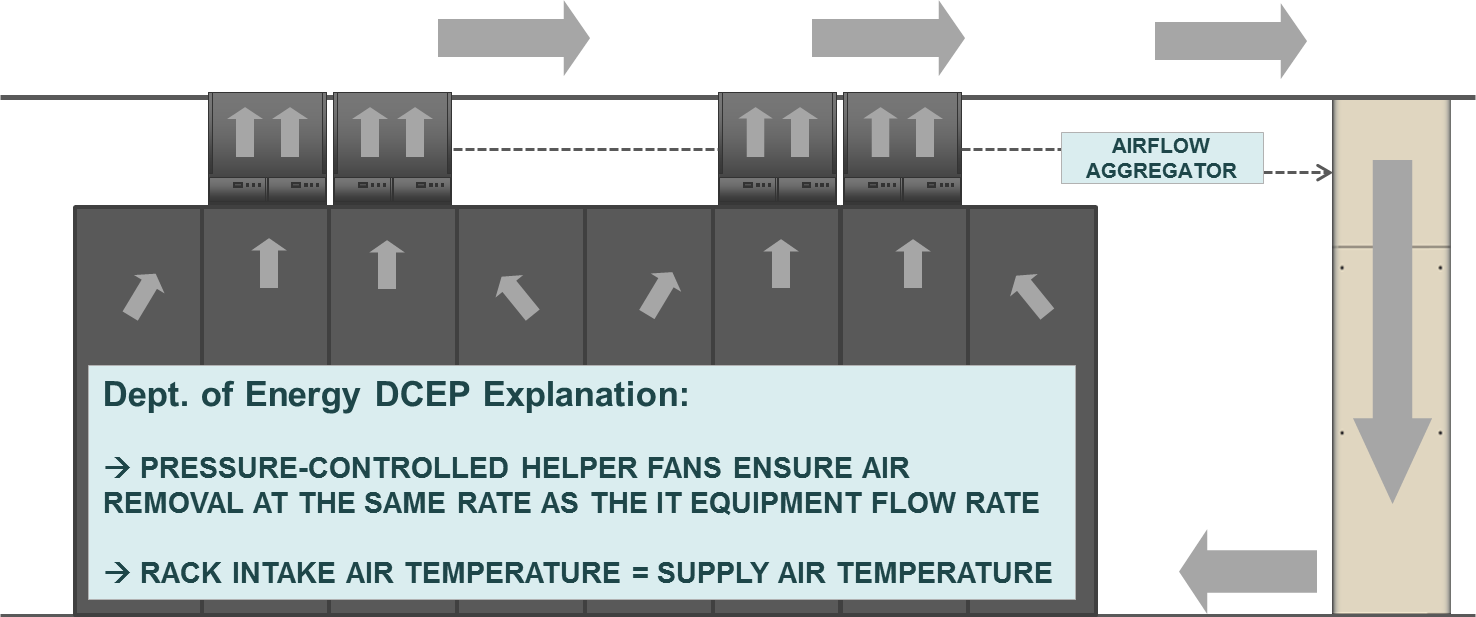 AIRFLOW
AGGREGATOR
Dept. of Energy DCEP Explanation:
→ PRESSURE-CONTROLLED HELPER FANS ENSURE AIR
REMOVAL AT THE SAME RATE AS THE IT EQUIPMENT FLOW RATE
→ RACK INTAKE AIR TEMPERATURE = SUPPLY AIR TEMPERATURE